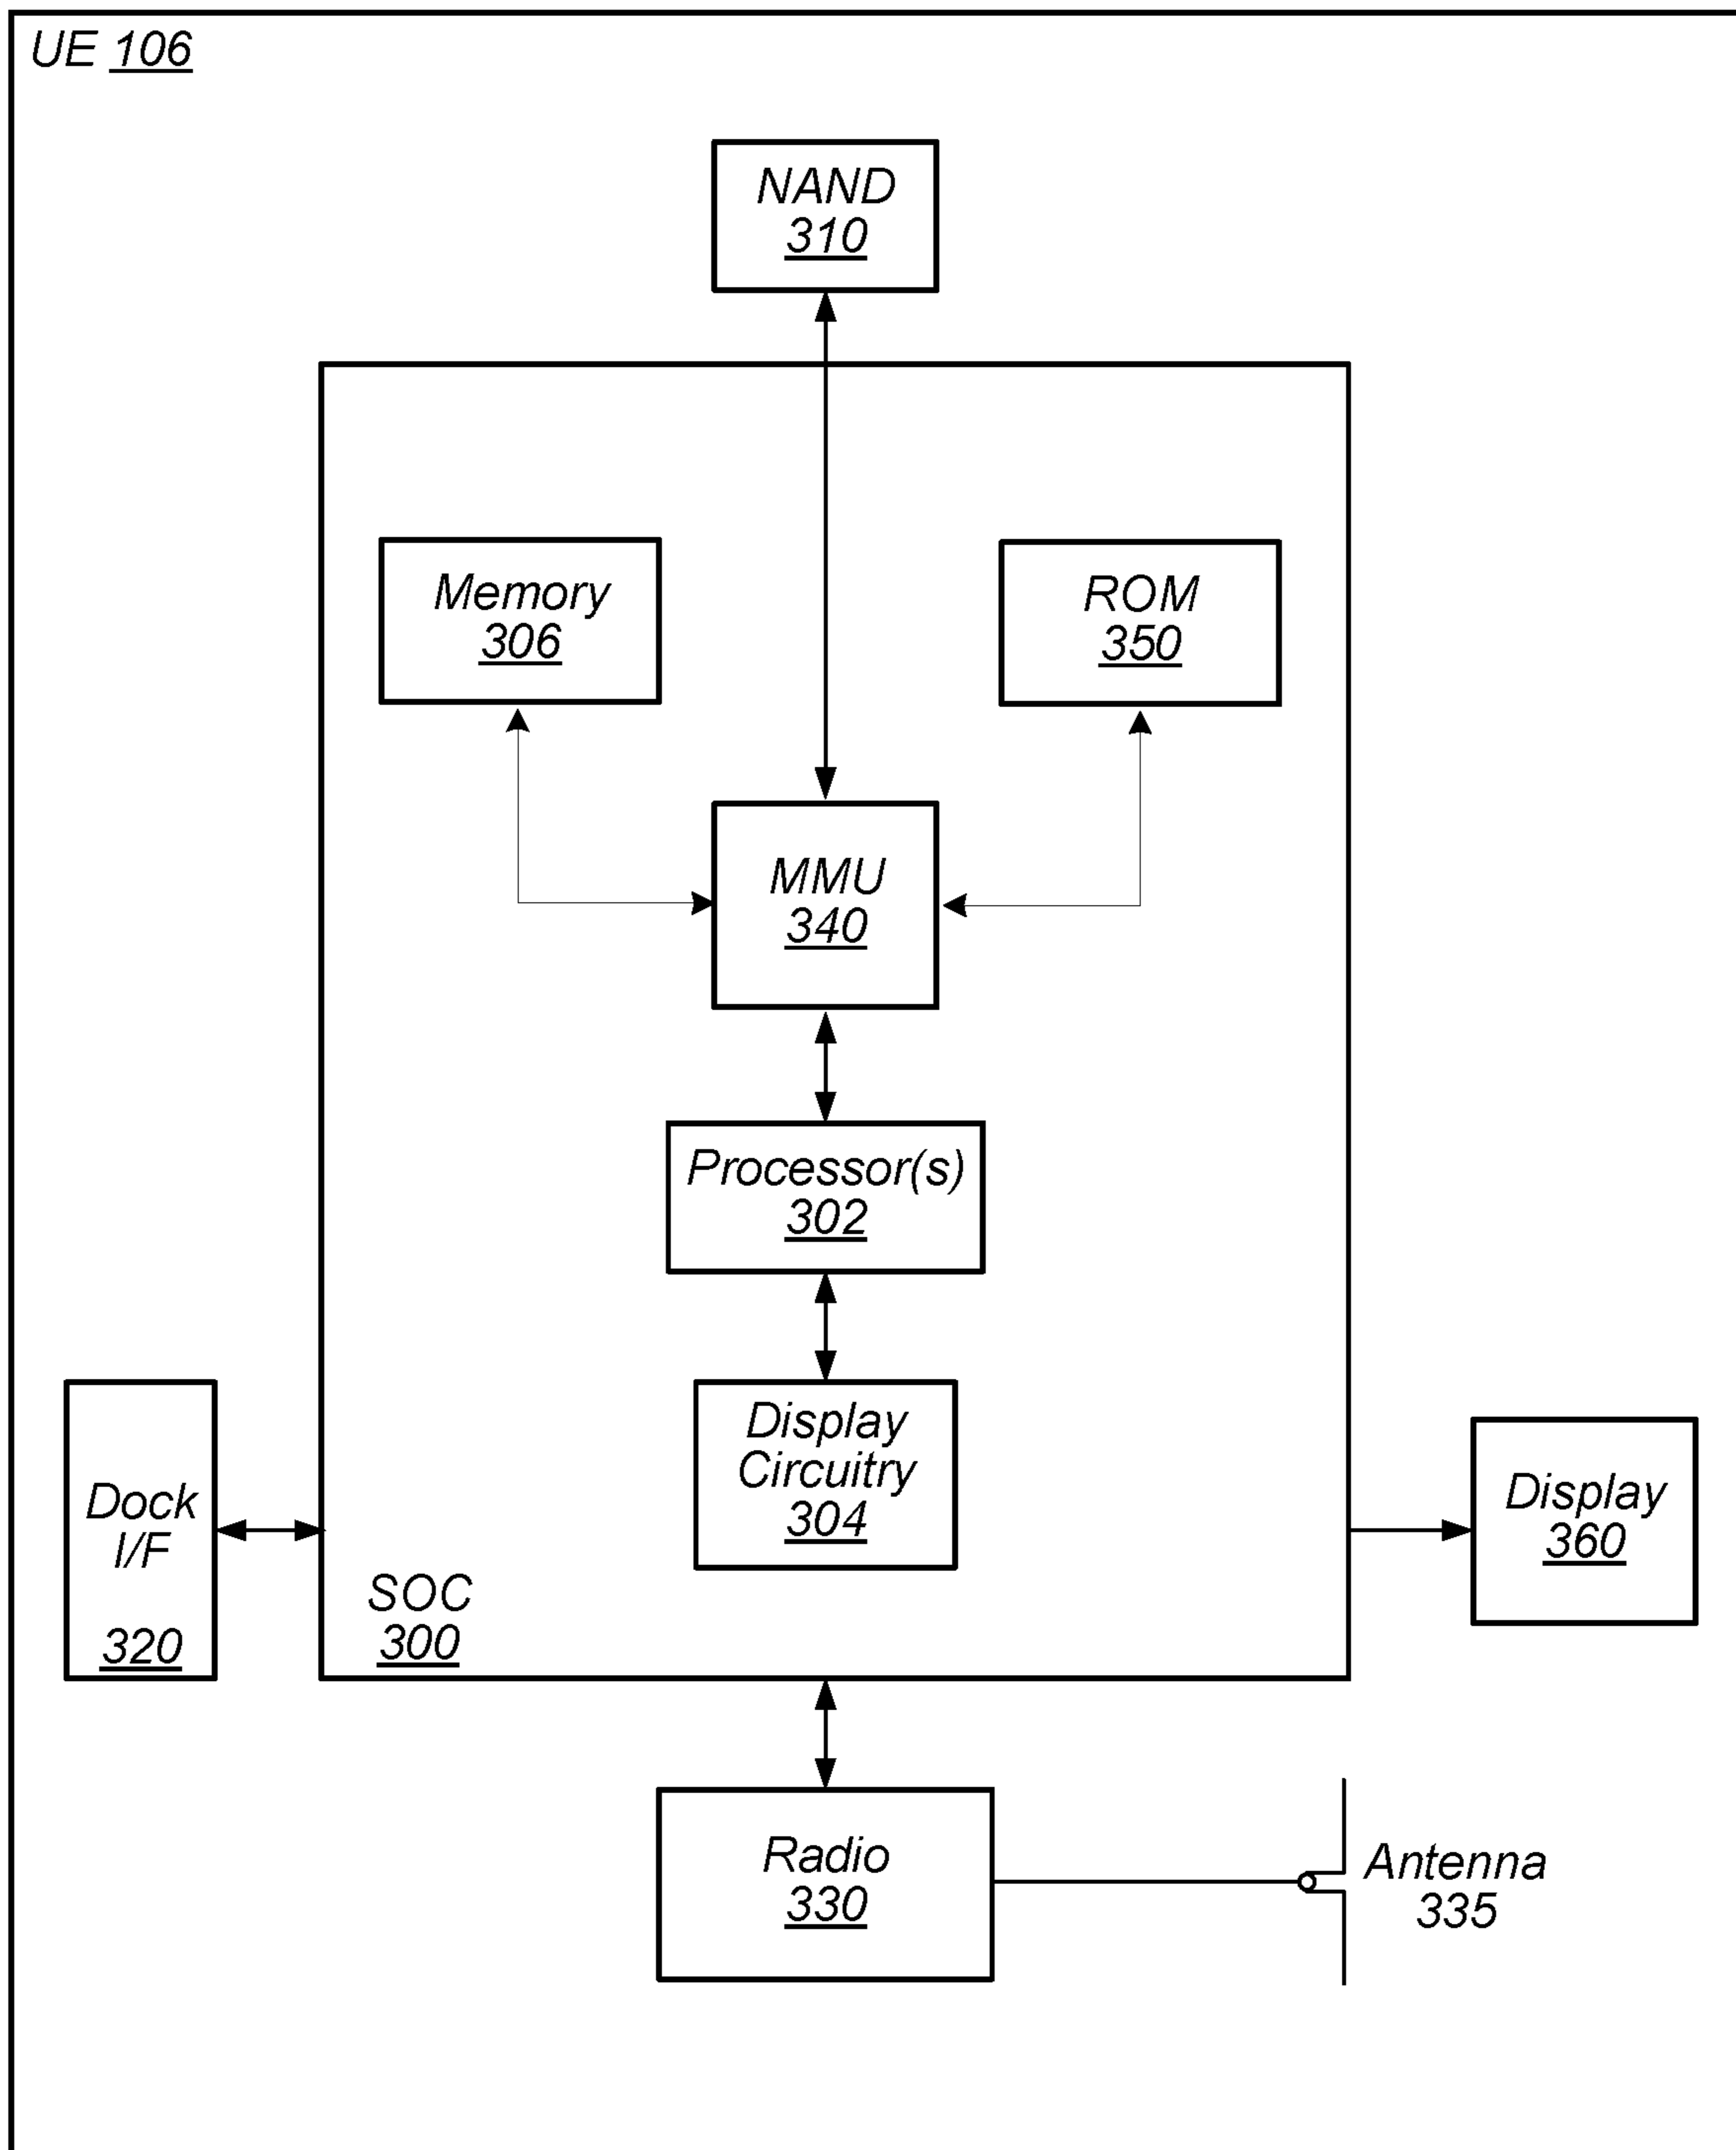 UE 106
NAND
310
Memory
306
ROM
350
MMU
340
Processor(s)
302
Display
Circuitry
304
Dock
I/F
320
SOC
300
Display
360
Radio
330
Antenna
335